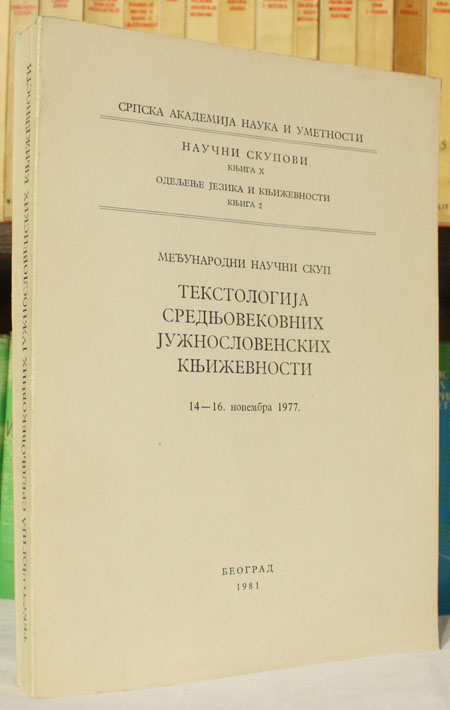 СРПСКА АКАДЕМИЈА НАУКА И УМЕТНОСТИ
НАУЧНИ СКУПОВИ
КЊИГА X
ОДЕЉЕЊЕ ЈЕЗИКА И КЊИЖЕВНОСТИ
КЊИГА 2
МЕЂУНАРОДНИ НАУЧНИ СКУП
ТЕКСТОЛОГИЈА
СРЕДЊОВЕКОВНИХ
ЈУЖНОСЛОВЕНСКИХ
КЊИЖЕВНОСТИ
14—16. новембра 1977.
БЕОГРАД
1981
ТЕКСТОЛОГИЈА СРЕДЊОВЕКОВНИХ ЈУЖНОСЛОВЕНСКИХ КЊИЖЕВНОСТИ